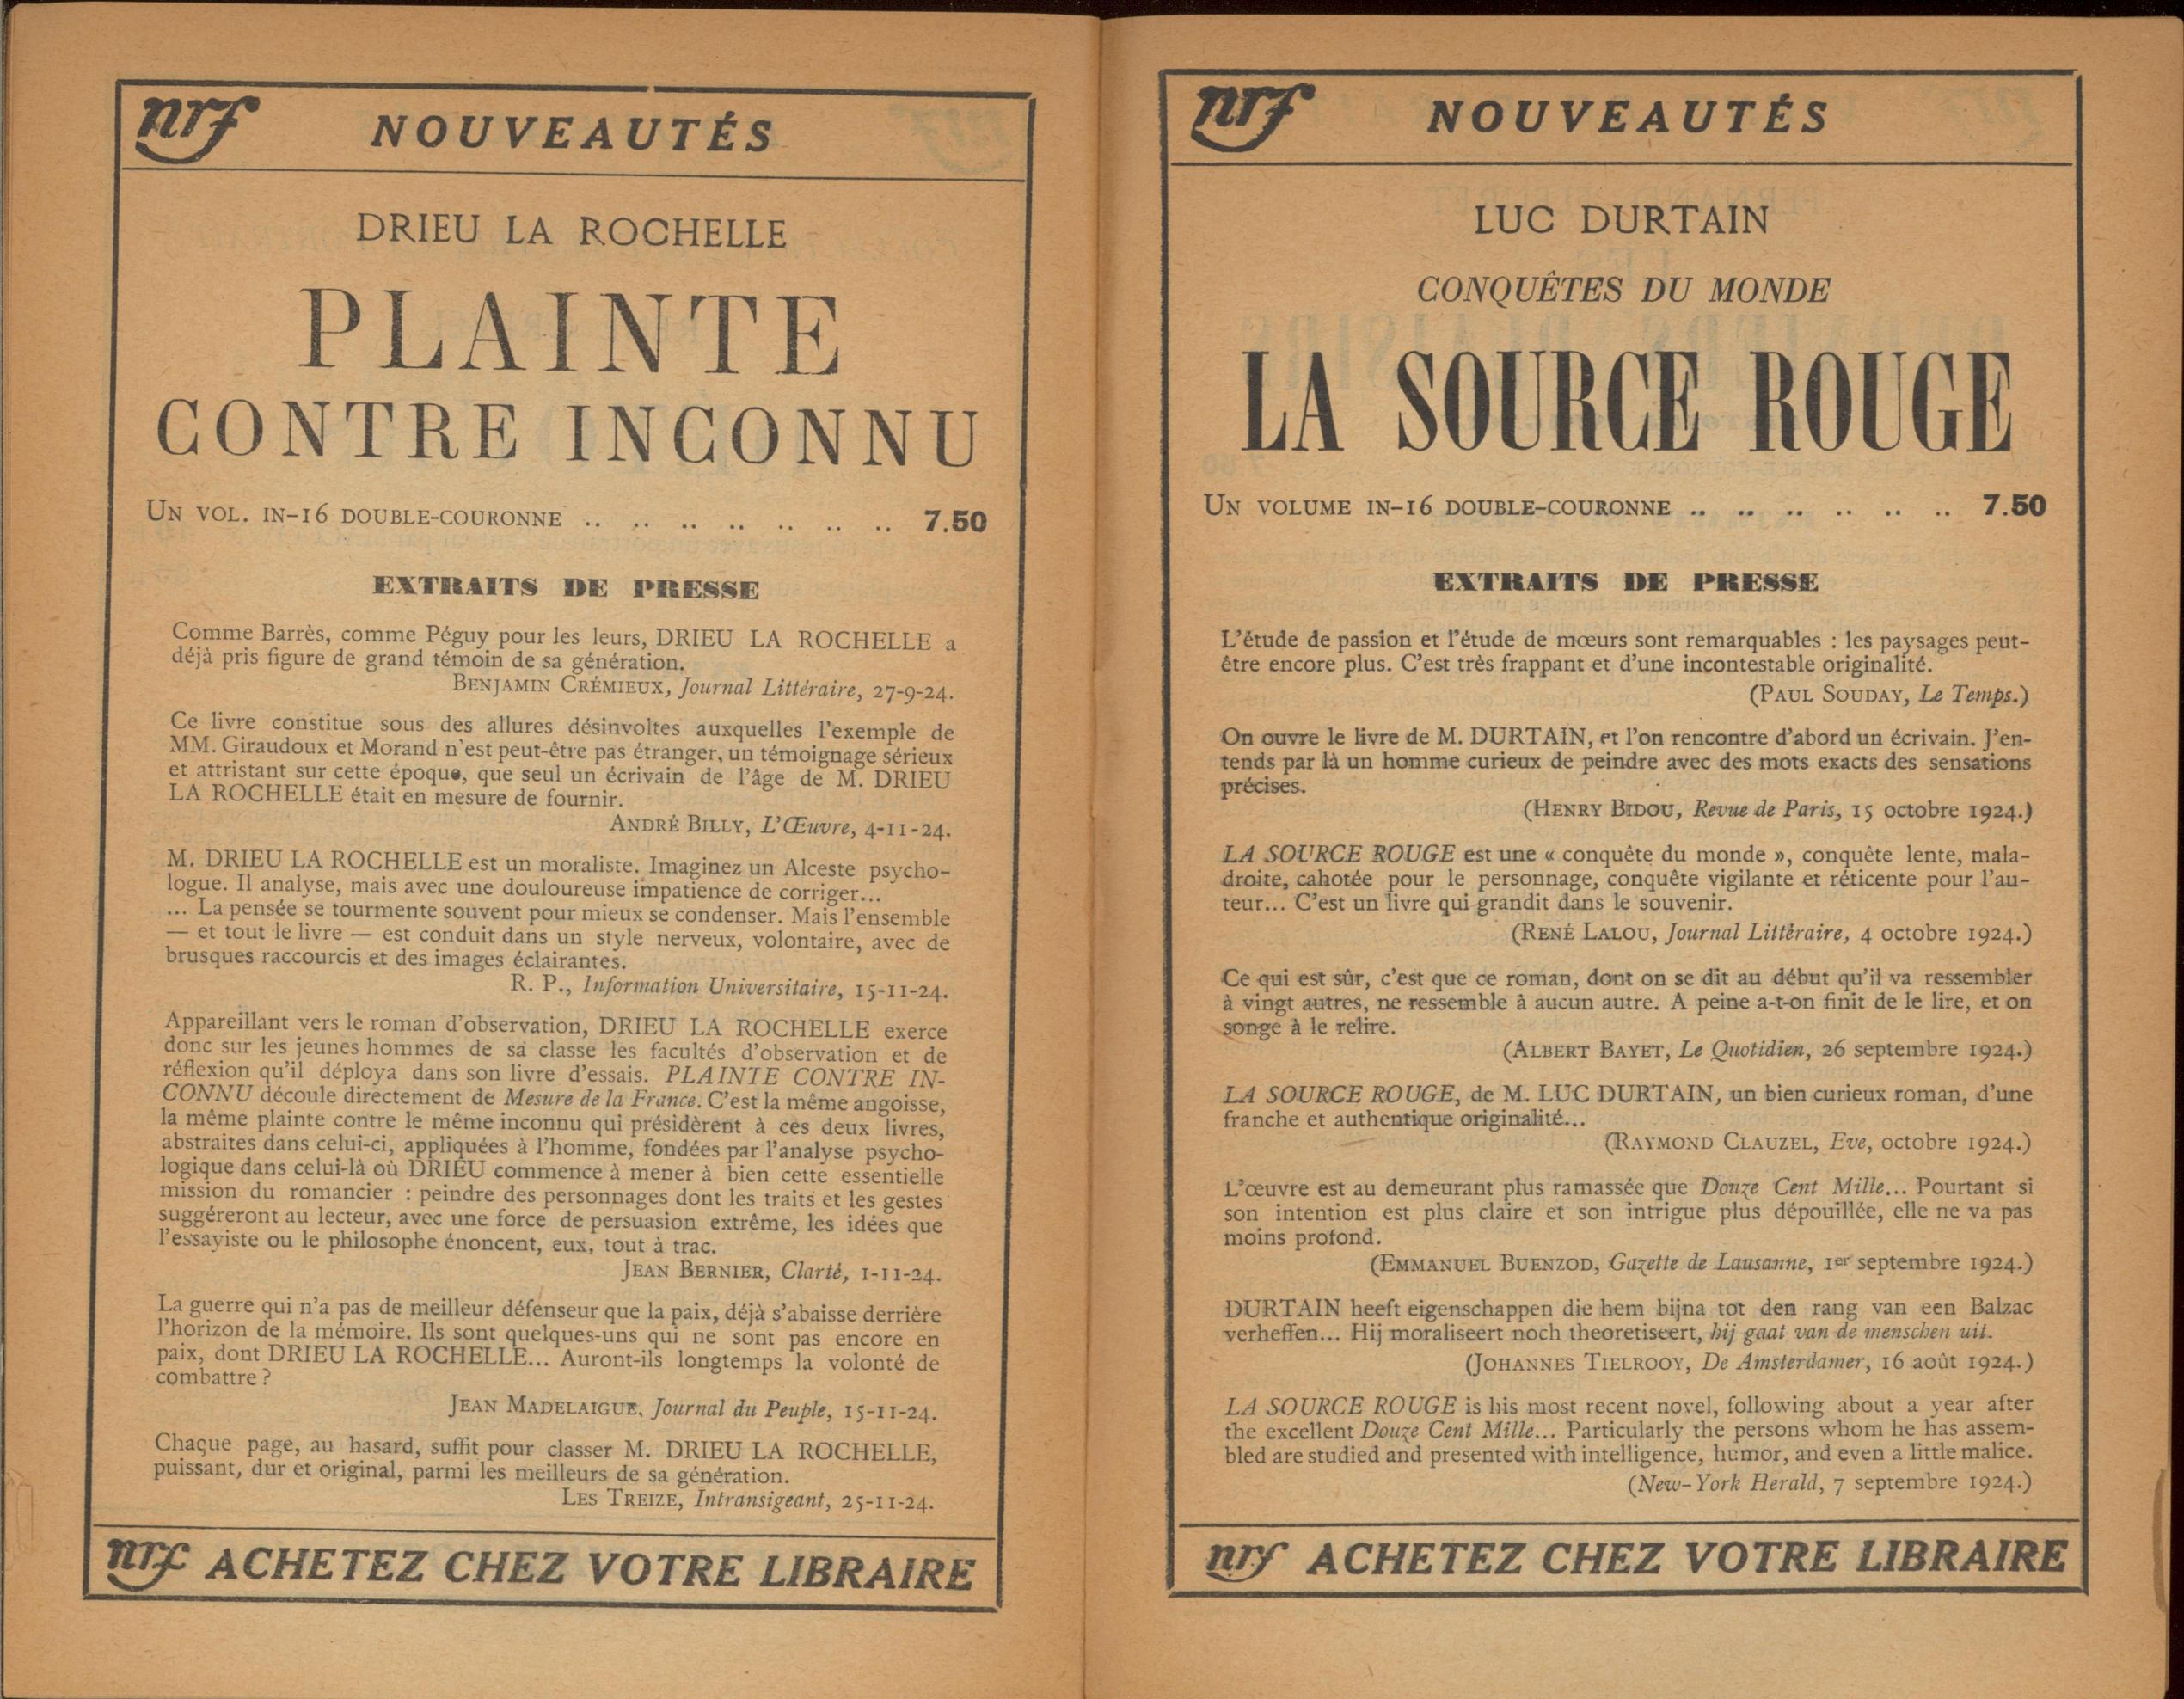 nrf NOUVEAUTÉS
DRIEU LA ROCHELLE
PLAINTE
CONTRE INCONNU
UN VOL. IN-16 DOUBLE-COURONNE .. .. .. .. .. .. .. 7.50
EXTRAITS DE PRESSE
Comme Barrès, comme Péguy pour les leurs, DRIEU LA ROCHELLE a
déjà pris figure de grand témoin de sa génération.
BENJAMIN CRÉMIEUX, Journal Littéraire, 27-9-24.
Ce livre constitue sous des allures désinvoltes auxquelles l'exemple de
MM. Giraudoux et Morand n'est peut-être pas étranger, un témoignage sérieux
et attristant sur cette époque, que seul un écrivain de l'âge de M. DRIEU
LA ROCHELLE était en mesure de fournir.
ANDRÉ BILLY, L'Œuvre, 4-11-24.
M. DRIEU LA ROCHELLE est un moraliste. Imaginez un Alceste psycho-
logue. Il analyse, mais avec une douloureuse impatience de corriger...
... La pensée se tourmente souvent pour mieux se condenser. Mais l'ensemble
— et tout le livre — est conduit dans un style nerveux, volontaire, avec de
brusques raccourcis et des images éclairantes.
R. P., Information Universitaire, 15-11-24.
Appareillant vers le roman d'observation, DRIEU LA ROCHELLE exerce
donc sur les jeunes hommes de sa classe les facultés d'observation et de
réflexion qu'il déploya dans son livre d'essais. PLAINTE CONTRE IN-
CONNU découle directement de Mesure de la France. C'est la même angoisse,
la même plainte contre le même inconnu qui présidèrent à ces deux livres,
abstraites dans celui-ci, appliquées à l'homme, fondées par l'analyse psycho-
logique dans celui-là où DRIEU commence à mener à bien cette essentielle
mission du romancier : peindre des personnages dont les traits et les gestes
suggéreront au lecteur, avec une force de persuasion extrême, les idées que
l'essayiste ou le philosophe énoncent, eux, tout à trac.
JEAN BERNIER, Clarté, 1-11-24.
La guerre qui n'a pas de meilleur défenseur que la paix, déjà s'abaisse derrière
l'horizon de la mémoire. Ils sont quelques-uns qui ne sont pas encore en
paix, dont DRIEU LA ROCHELLE... Auront-ils longtemps la volonté de
combattre ?
JEAN MADELAIGUE, Journal du Peuple, 15-11-24.
Chaque page, au hasard, suffit pour classer M. DRIEU LA ROCHELLE,
puissant, dur et original, parmi les meilleurs de sa génération.
LES TREIZE, Intransigeant, 25-11-24.
nrf ACHETEZ CHEZ VOTRE LIBRAIRE
nrf NOUVEAUTÉS
LUC DURTAIN
CONQUÊTES DU MONDE
LA SOURCE ROUGE
UN VOLUME IN-16 DOUBLE-COURONNE .. .. .. .. .. .. 7.50
EXTRAITS DE PRESSE
L'étude de passion et l'étude de mœurs sont remarquables : les paysages peut-
être encore plus. C'est très frappant et d'une incontestable originalité.
(PAUL SOUDAY, Le Temps.)
On ouvre le livre de M. DURTAIN, et l'on rencontre d'abord un écrivain. J'en-
tends par là un homme curieux de peindre avec des mots exacts des sensations
précises.
(HENRY BIDOU, Revue de Paris, 15 octobre 1924.)
LA SOURCE ROUGE est une « conquête du monde », conquête lente, mala-
droite, cahotée pour le personnage, conquête vigilante et réticente pour l'au-
teur... C'est un livre qui grandit dans le souvenir.
(RENÉ LALOU, Journal Littéraire, 4 octobre 1924.)
Ce qui est sûr, c'est que ce roman, dont on se dit au début qu'il va ressembler
à vingt autres, ne ressemble à aucun autre. A peine a-t-on finit de le lire, et on
songe à le relire.
(ALBERT BAYET, Le Quotidien, 26 septembre 1924.)
LA SOURCE ROUGE, de M. LUC DURTAIN, un bien curieux roman, d'une
franche et authentique originalité...
(RAYMOND CLAUZEL, Eve, octobre 1924.)
L'œuvre est au demeurant plus ramassée que Douze Cent Mille... Pourtant si
son intention est plus claire et son intrigue plus dépouillée, elle ne va pas
moins profond.
(EMMANUEL BUENZOD, Gazette de Lausanne, 1er septembre 1924.)
DURTAIN heeft eigenschappen die hem bijna tot den rang van een Balzac
verheffen... Hij moraliseert noch theoretiseert, hij gaat van de menschen uit.
(JOHANNES TIELROOY, De Amsterdamer, 16 août 1924.)
LA SOURCE ROUGE is his most recent novel, following about a year after
the excellent Douze Cent Mille... Particularly the persons whom he has assem-
bled are studied and presented with intelligence, humor, and even a little malice.
(New-York Herald, 7 septembre 1924.)
nrf ACHETEZ CHEZ VOTRE LIBRAIRE